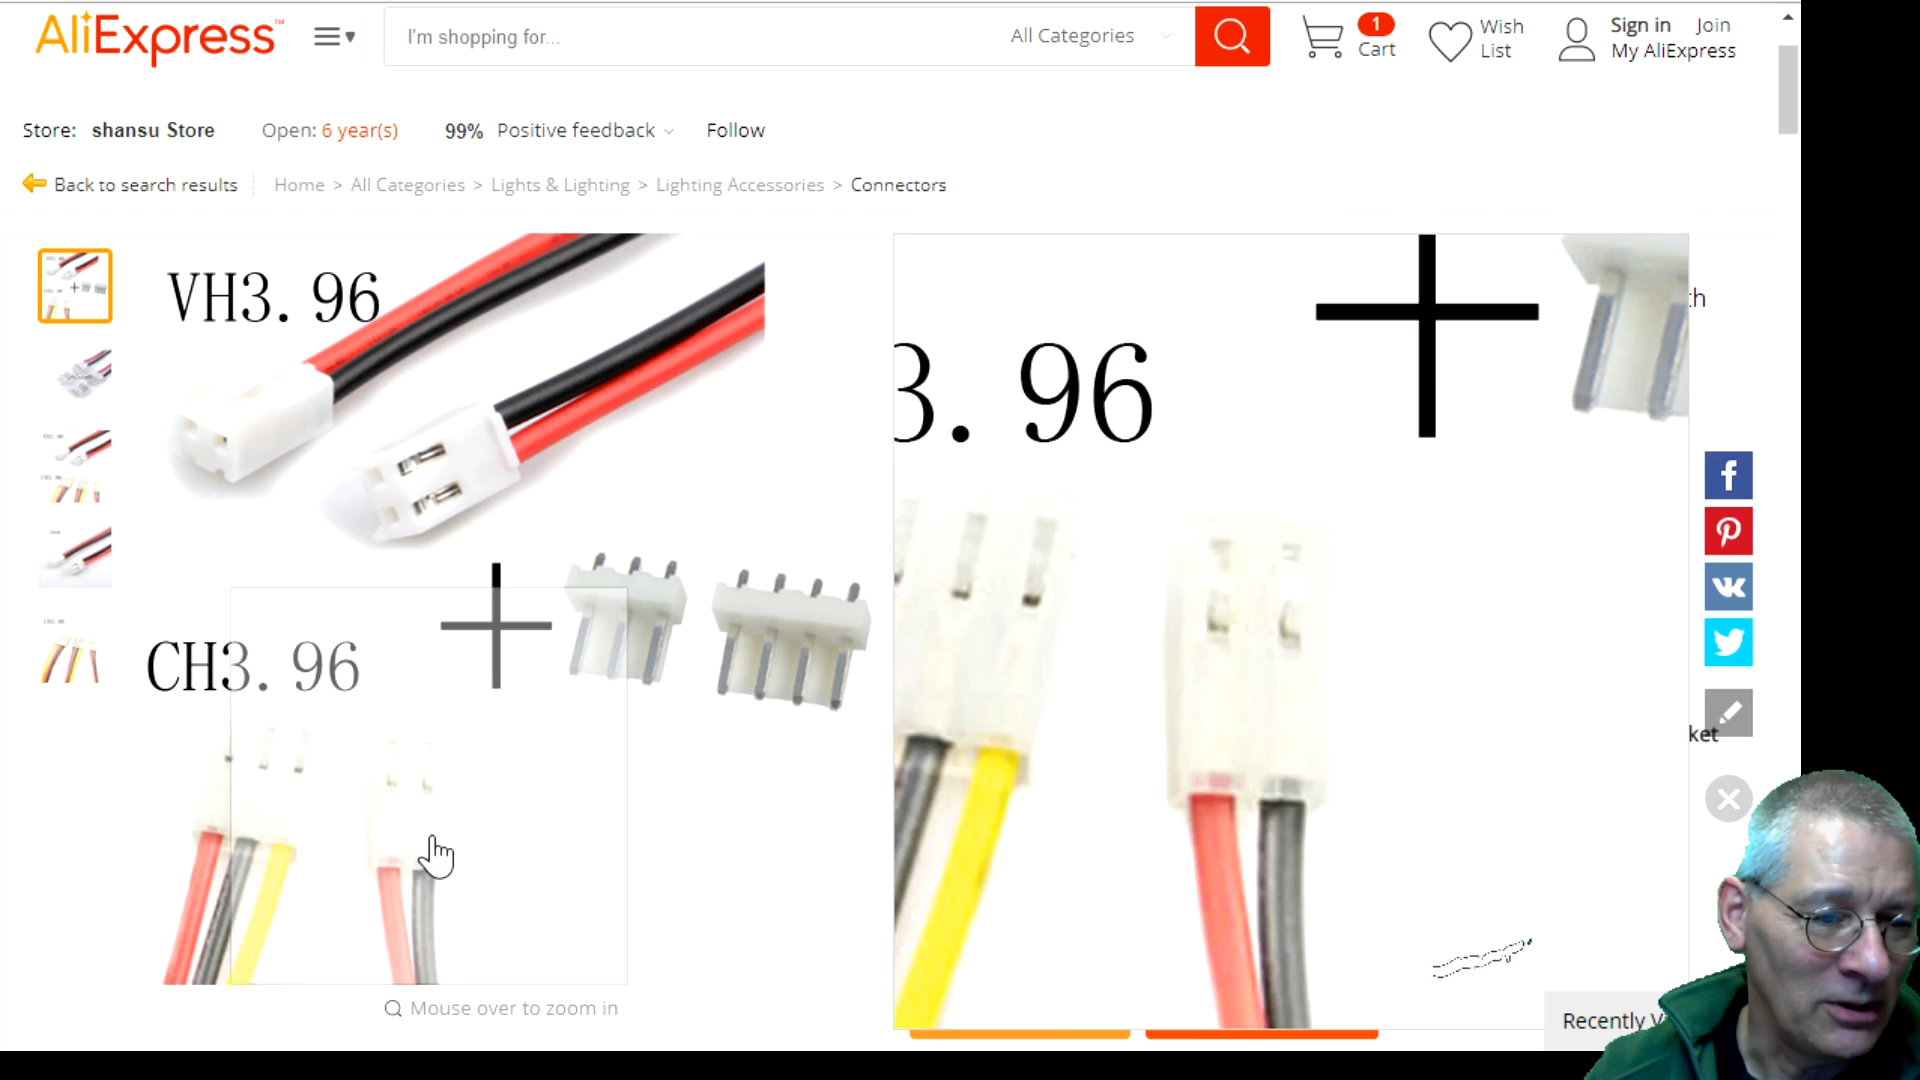 AliExpress™
I'm shopping for...
All Categories
1
Cart
Wish
List
Sign in Join
My AliExpress
Store: shansu Store
Open: 6 year(s)
99% Positive feedback
Follow
Back to search results
Home > All Categories > Lights & Lighting > Lighting Accessories > Connectors
VH3.96
CH3.96
3.96
th
ket
Mouse over to zoom in
Recently V